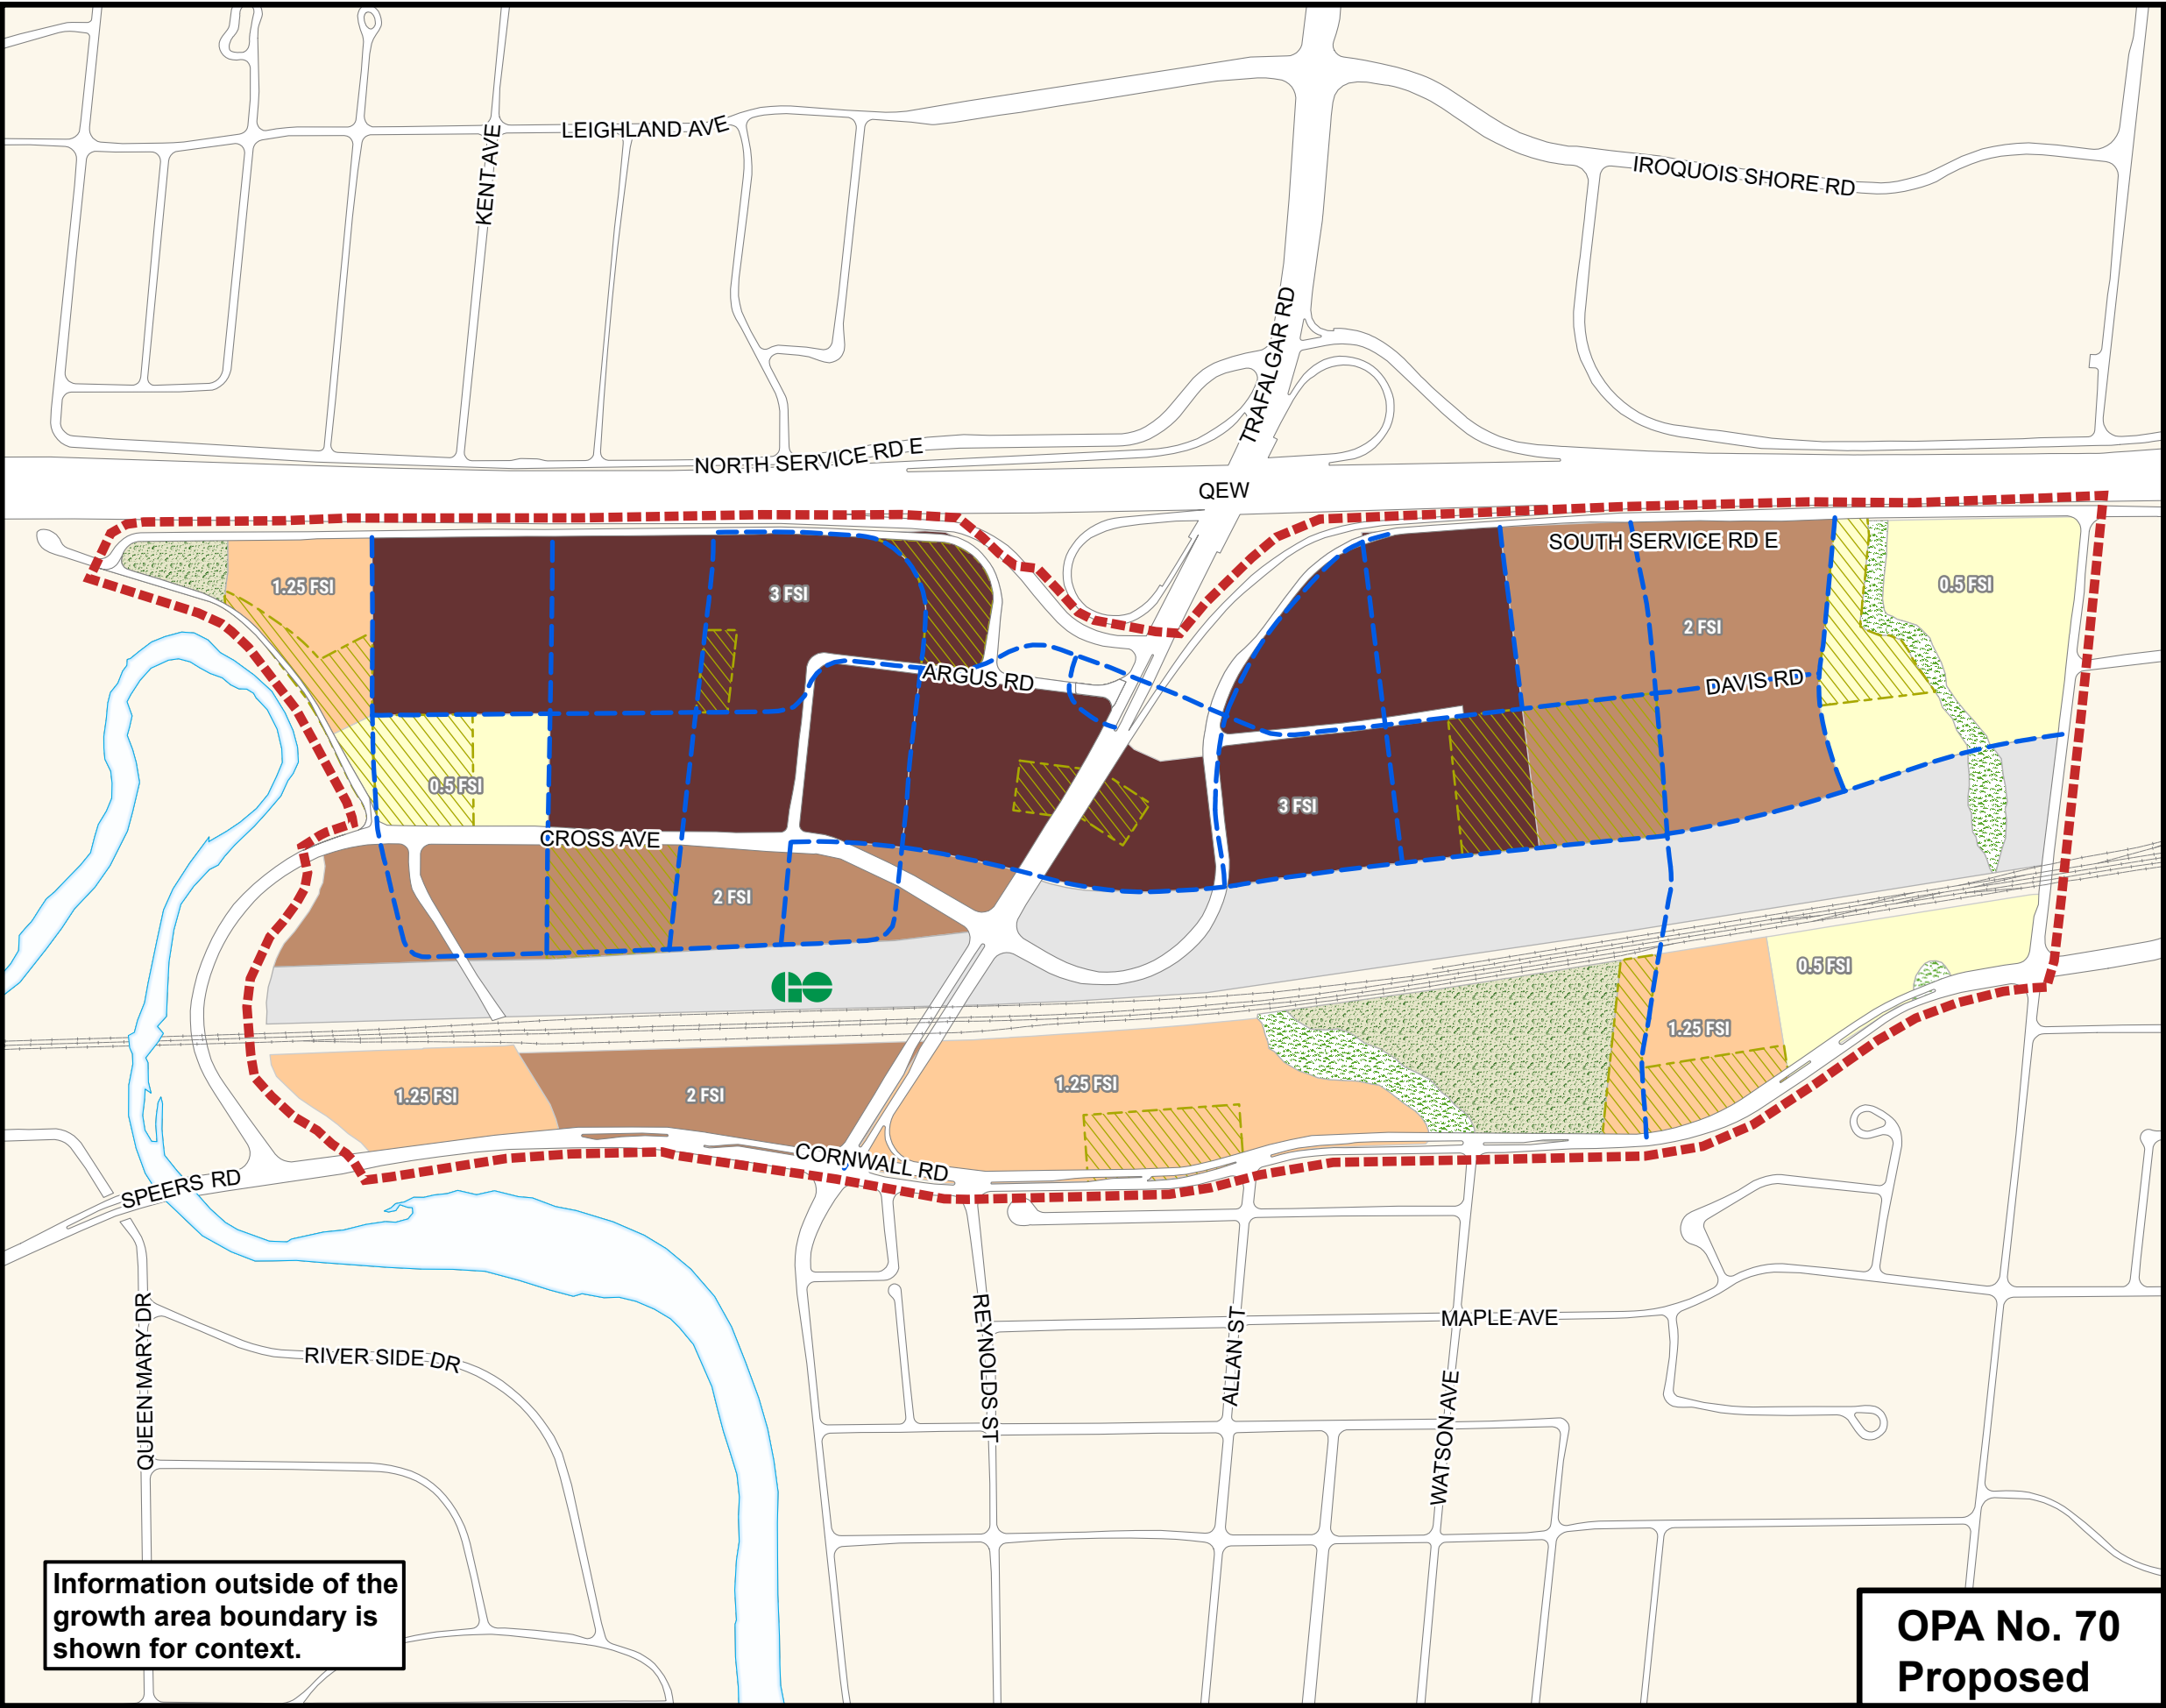 LEIGHLAND AVE
KENT AVE
IROQUOIS SHORE RD
TRAFALGAR RD
NORTH SERVICE RD E
QEW
SOUTH SERVICE RD E
1.25 FSI
3 FSI
0.5 FSI
2 FSI
ARGUS RD
DAVIS RD
0.5 FSI
3 FSI
CROSS AVE
2 FSI
0.5 FSI
GO
1.25 FSI
1.25 FSI
2 FSI
1.25 FSI
CORNWALL RD
SPEERS RD
QUEEN MARY DR
RIVER SIDE DR
REYNOLDS ST
ALLAN ST
MAPLE AVE
WATSON AVE
Information outside of the
growth area boundary is
shown for context.
OPA No. 70
Proposed